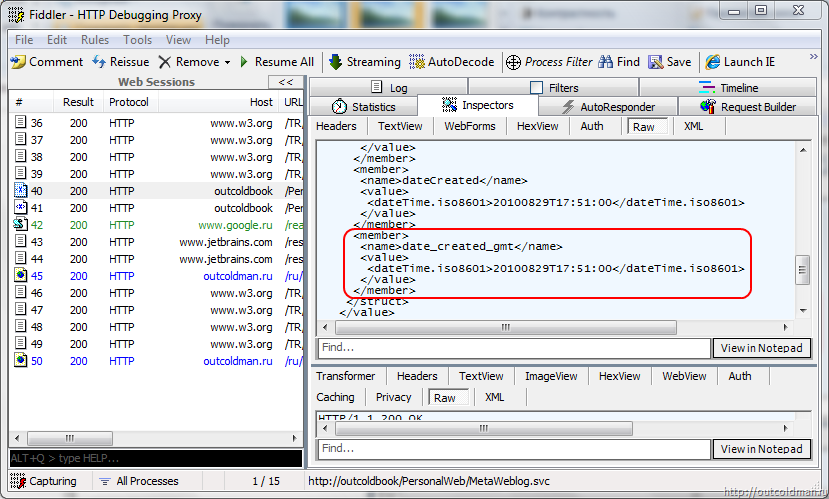 Fiddler - HTTP Debugging Proxy
File Edit Rules Tools View Help
Comment Reissue Remove Resume All Streaming AutoDecode Process Filter Find Save Launch IE »
Web Sessions <<
# Result Protocol Host URL
36 200 HTTP www.w3.org /TR,
37 200 HTTP www.w3.org /TR,
38 200 HTTP www.w3.org /TR,
39 200 HTTP www.w3.org /TR,
40 200 HTTP outcoldbook /Per
41 200 HTTP outcoldbook /Per
42 200 HTTP www.google.ru /rea
43 200 HTTP www.jetbrains.com /res
44 200 HTTP www.jetbrains.com /res
45 200 HTTP outcoldman.ru /ru/
46 200 HTTP www.w3.org /TR,
47 200 HTTP www.w3.org /TR,
48 200 HTTP www.w3.org /TR,
49 200 HTTP www.w3.org /TR,
50 200 HTTP outcoldman.ru /ru/
ALT+Q > type HELP...
Log Filters Timeline
Statistics Inspectors AutoResponder Request Builder
Headers TextView WebForms HexView Auth Raw XML
</value>
</member>
<member>
<name>dateCreated</name>
<value>
<dateTime.iso8601>20100829T17:51:00</dateTime.iso8601>
</value>
</member>
<member>
<name>date_created_gmt</name>
<value>
<dateTime.iso8601>20100829T17:51:00</dateTime.iso8601>
</value>
</member>
</struct>
</value>
Find... View in Notepad
Transformer Headers TextView ImageView HexView WebView Auth
Caching Privacy Raw XML
HTTP/1.1 200 OK
Find... View in Notepad
Capturing All Processes 1 / 15 http://outcoldbook/PersonalWeb/MetaWeblog.svc
http://outcoldman.ru